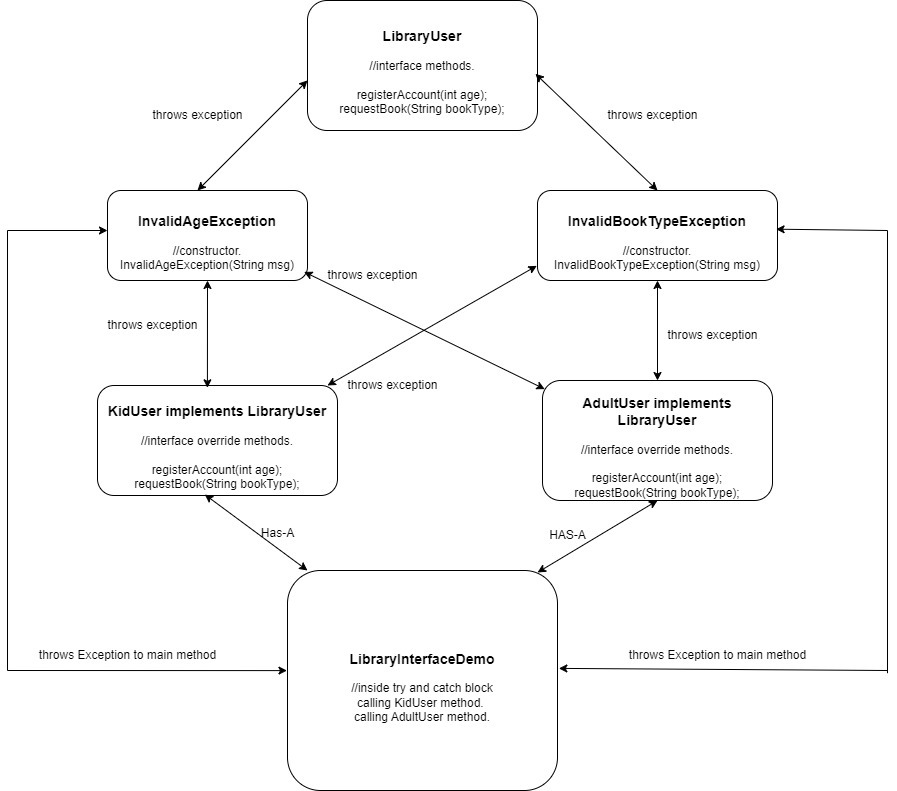 LibraryUser
//interface methods.
registerAccount(int age);
requestBook(String bookType);
throws exception
throws exception
InvalidAgeException
//constructor.
InvalidAgeException(String msg)
InvalidBookTypeException
//constructor.
InvalidBookTypeException(String msg)
throws exception
throws exception
throws exception
throws exception
KidUser implements LibraryUser
//interface override methods.
registerAccount(int age);
requestBook(String bookType);
AdultUser implements
LibraryUser
//interface override methods.
registerAccount(int age);
requestBook(String bookType);
Has-A
HAS-A
throws Exception to main method
throws Exception to main method
LibraryInterfaceDemo
//inside try and catch block
calling KidUser method.
calling AdultUser method.